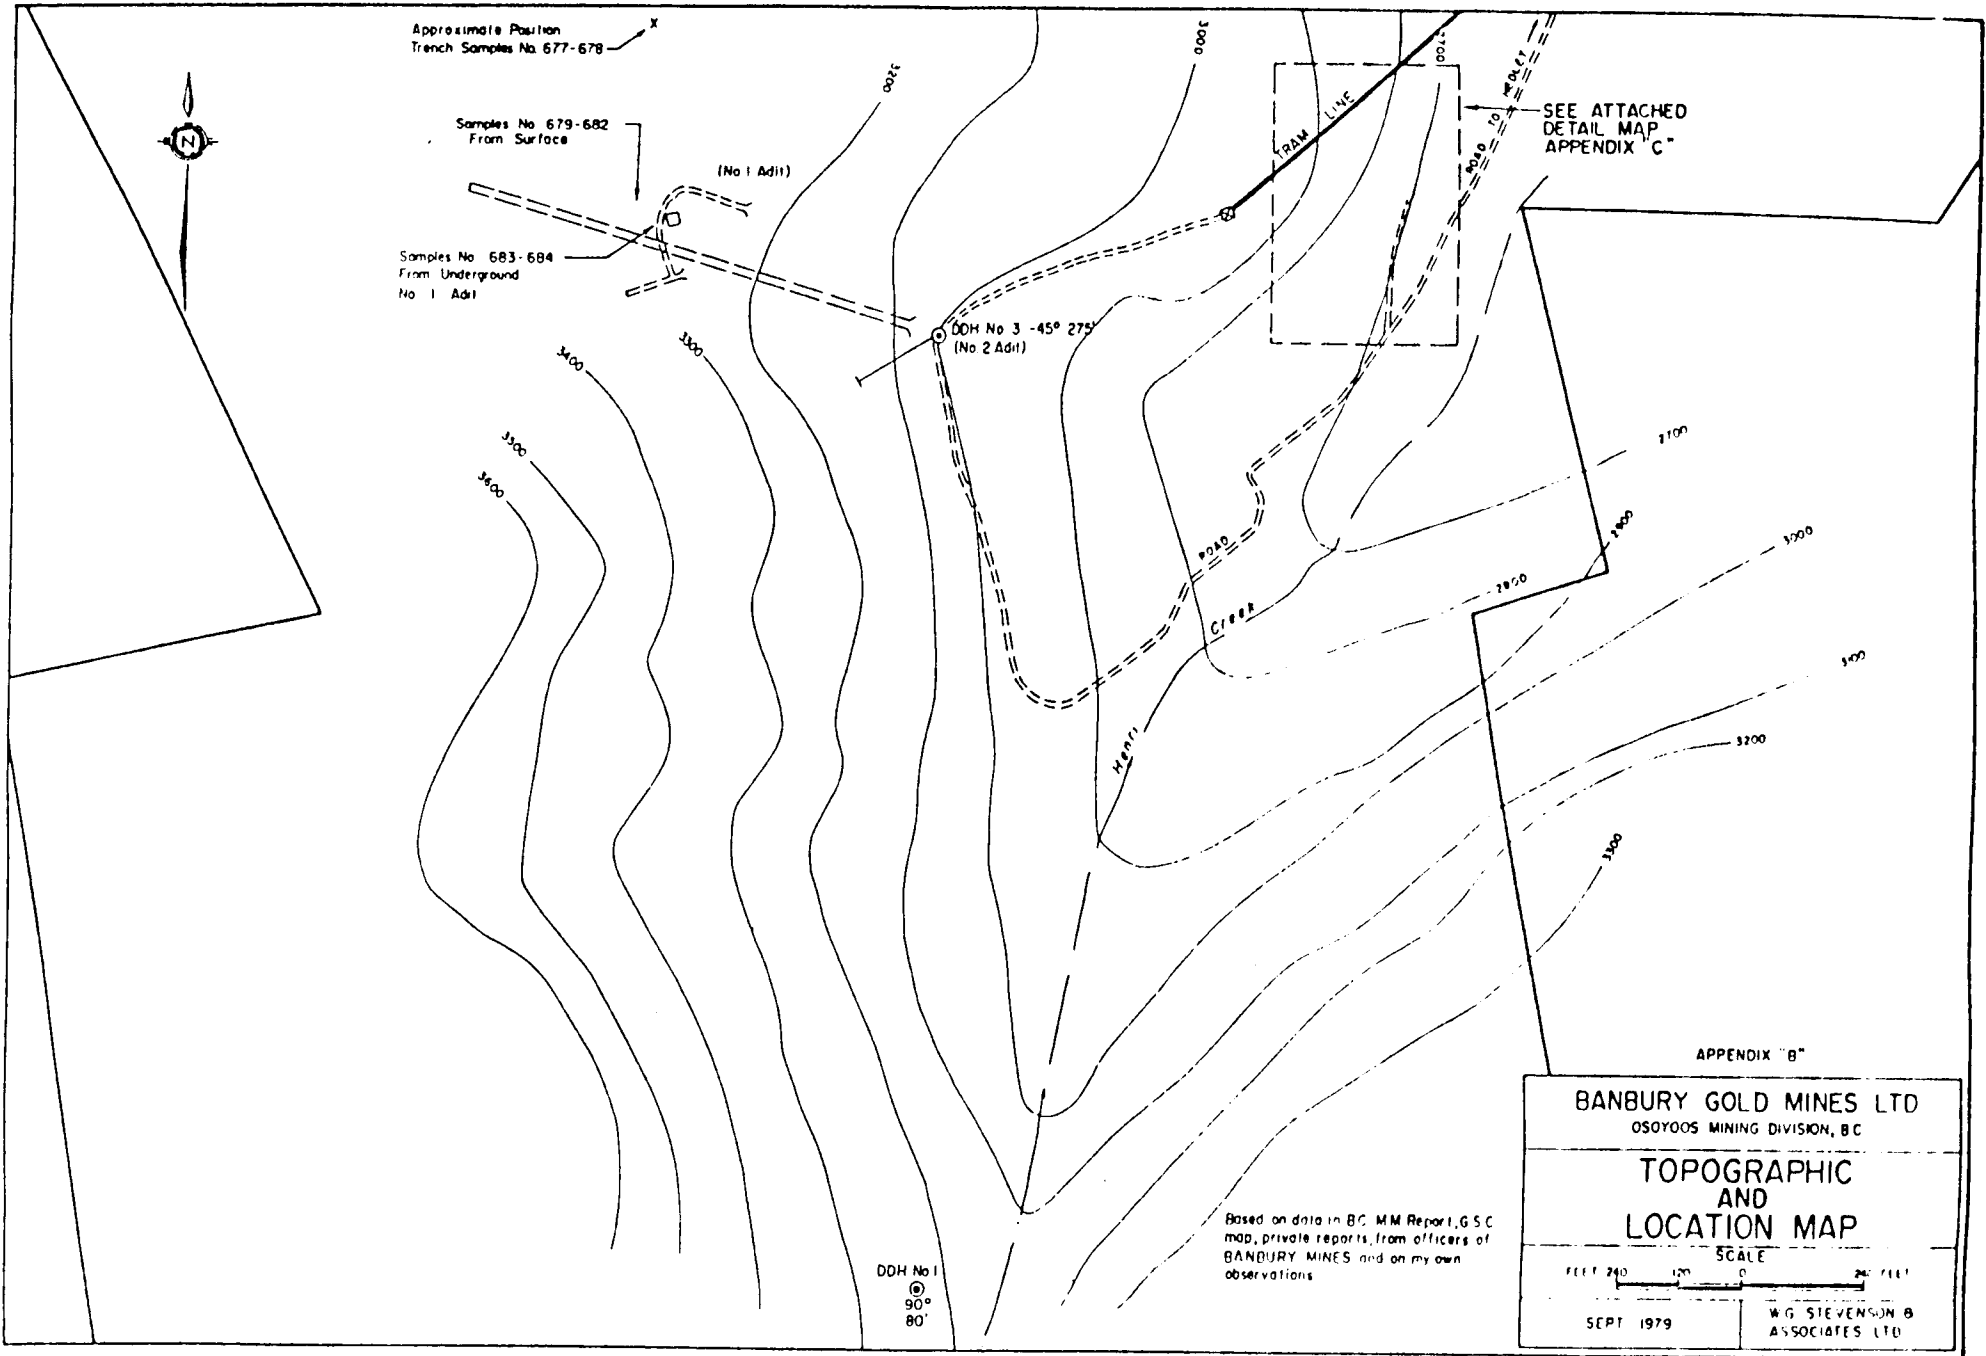 Approximate Position
Trench Samples No. 677-678
X
3200
3000
2700
TRAM LINE
ROAD TO HEDLEY
SEE ATTACHED
DETAIL MAP
APPENDIX "C"
N
Samples No 679-682
From Surface
(No 1 Adit)
Samples No 683-684
From Underground
No 1 Adit
DDH No 3 -45° 275'
(No. 2 Adit)
3400
3300
3500
3600
2700
2900
3000
2800
ROAD
Henri Creek
3100
3200
3300
DDH No 1
90°
80'
Based on data in BC MM Report, G S C
map, private reports, from officers of
BANBURY MINES and on my own
observations
APPENDIX "B"
BANBURY GOLD MINES LTD
OSOYOOS MINING DIVISION, B C
TOPOGRAPHIC
AND
LOCATION MAP
SCALE
FEET 240 120 0 240 FEET
SEPT 1979
W G STEVENSON &
ASSOCIATES LTD